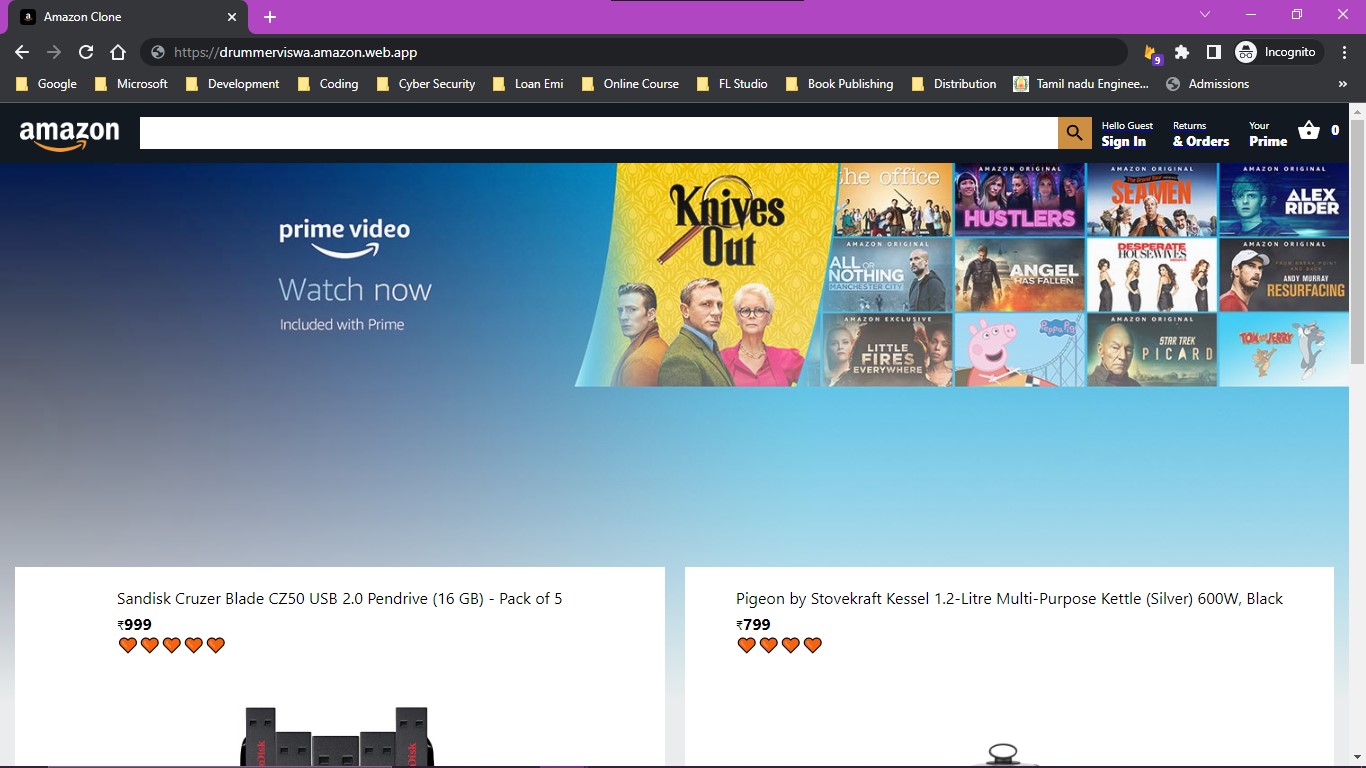 Amazon Clone
https://drummerviswa.amazon.web.app
9
Incognito
Google Microsoft Development Coding Cyber Security Loan Emi Online Course FL Studio Book Publishing Distribution Tamil nadu Enginee... Admissions »
amazon
Hello Guest
Sign In
Returns
& Orders
Your
Prime
0
prime video
Watch now
Included with Prime
Knives
Out
the office
AMAZON ORIGINAL
HUSTLERS
AMAZON ORIGINAL
SEAMEN
AMAZON ORIGINAL
ALEX
RIDER
AMAZON ORIGINAL
ALL OR
NOTHING
MANCHESTER CITY
ANGEL
HAS FALLEN
DESPERATE
HOUSEWIVES
AMAZON ORIGINAL
ANDY MURRAY
RESURFACING
AMAZON EXCLUSIVE
LITTLE
FIRES
EVERYWHERE
Peppa Pig
AMAZON ORIGINAL
STAR TREK
PICARD
TOM and JERRY
Sandisk Cruzer Blade CZ50 USB 2.0 Pendrive (16 GB) - Pack of 5
₹999
Pigeon by Stovekraft Kessel 1.2-Litre Multi-Purpose Kettle (Silver) 600W, Black
₹799